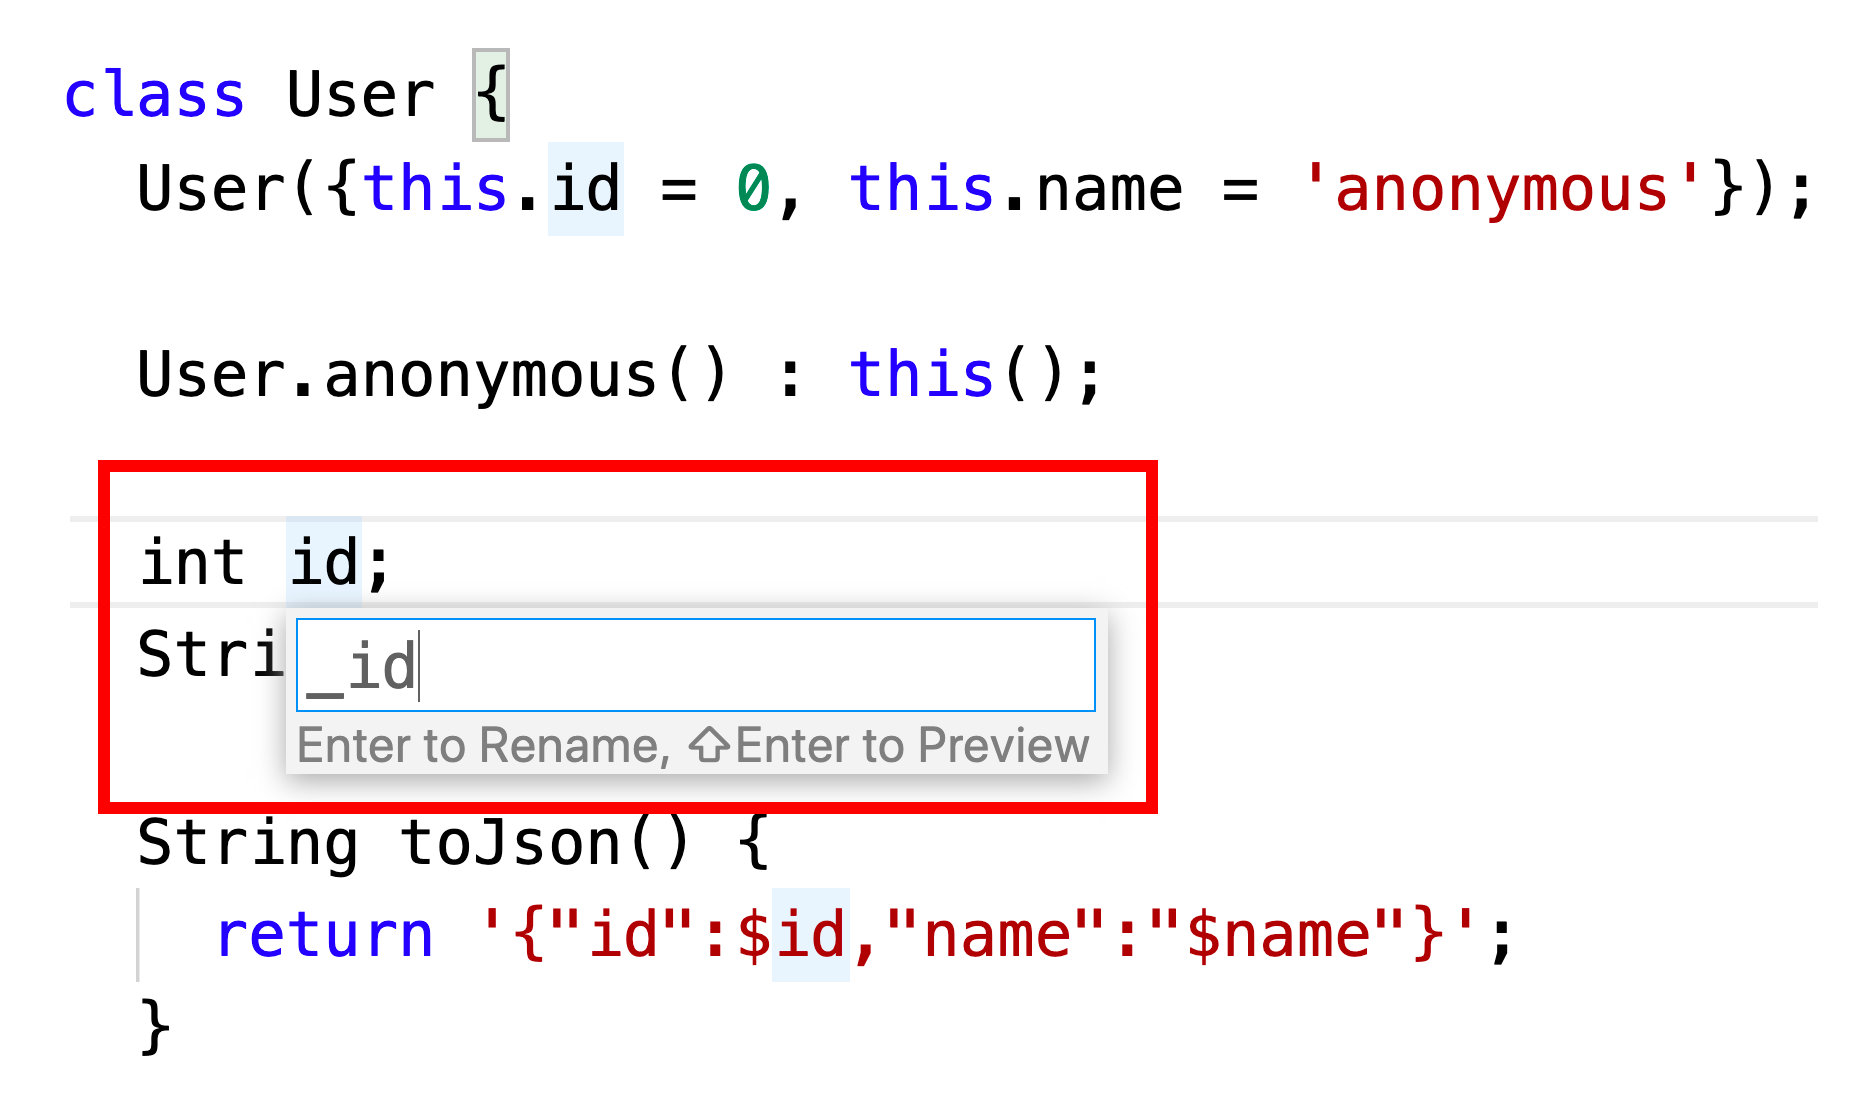 class User {
User({this.id = 0, this.name = 'anonymous'});
User.anonymous() : this();
int id;
Stri
_id
Enter to Rename, ⇧Enter to Preview
String toJson() {
return '{"id":$id,"name":"$name"}';
}